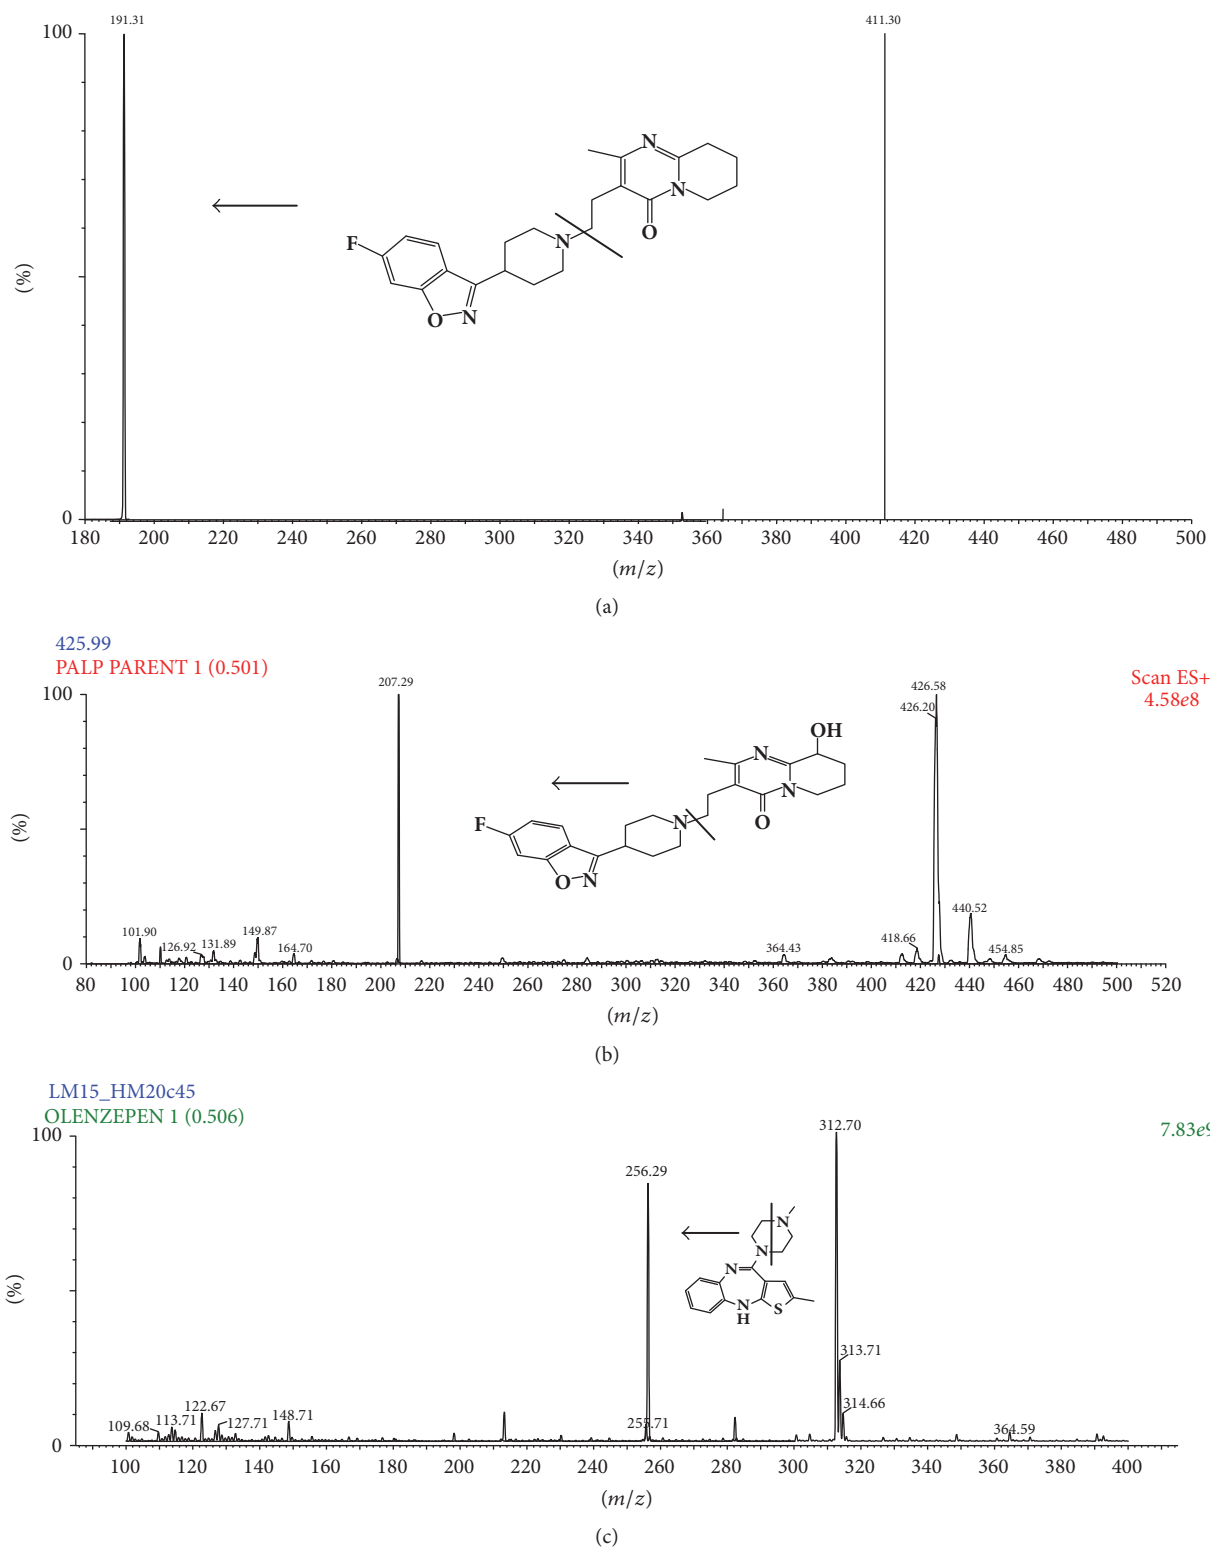 191.31
411.30
100
N
N
O
N
F
O
N
(%)
0
180 200 220 240 260 280 300 320 340 360 380 400 420 440 460 480 500
(m/z)
(a)
425.99
PALP PARENT 1 (0.501)
Scan ES+
4.58e8
100
207.29
426.58
426.20
OH
N
N
O
N
F
O
N
(%)
440.52
101.90
126.92
131.89
149.87
164.70
364.43
418.66
454.85
0
80 100 120 140 160 180 200 220 240 260 280 300 320 340 360 380 400 420 440 460 480 500 520
(m/z)
(b)
LM15_HM20c45
OLENZEPEN 1 (0.506)
7.83e9
100
312.70
256.29
N
N
N
N
H
S
(%)
313.71
314.66
109.68
113.71
122.67
127.71
148.71
255.71
364.59
0
100 120 140 160 180 200 220 240 260 280 300 320 340 360 380 400
(m/z)
(c)